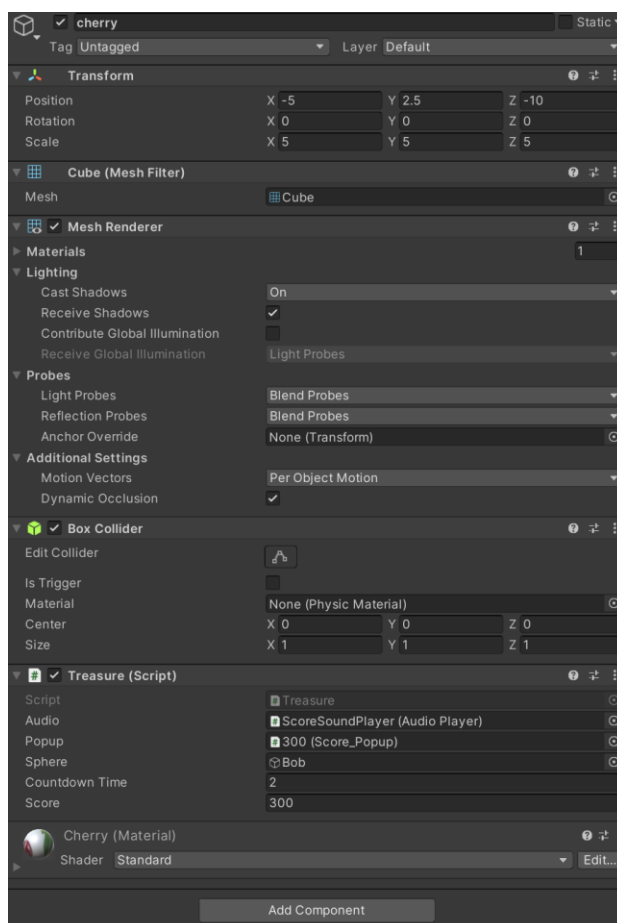 cherry Static
Tag Untagged Layer Default
Transform
Position X -5 Y 2.5 Z -10
Rotation X 0 Y 0 Z 0
Scale X 5 Y 5 Z 5
Cube (Mesh Filter)
Mesh Cube
Mesh Renderer
Materials 1
Lighting
Cast Shadows On
Receive Shadows
Contribute Global Illumination
Receive Global Illumination Light Probes
Probes
Light Probes Blend Probes
Reflection Probes Blend Probes
Anchor Override None (Transform)
Additional Settings
Motion Vectors Per Object Motion
Dynamic Occlusion
Box Collider
Edit Collider
Is Trigger
Material None (Physic Material)
Center X 0 Y 0 Z 0
Size X 1 Y 1 Z 1
# Treasure (Script)
Script # Treasure
Audio # ScoreSoundPlayer (Audio Player)
Popup # 300 (Score_Popup)
Sphere Bob
Countdown Time 2
Score 300
Cherry (Material)
Shader Standard Edit...
Add Component